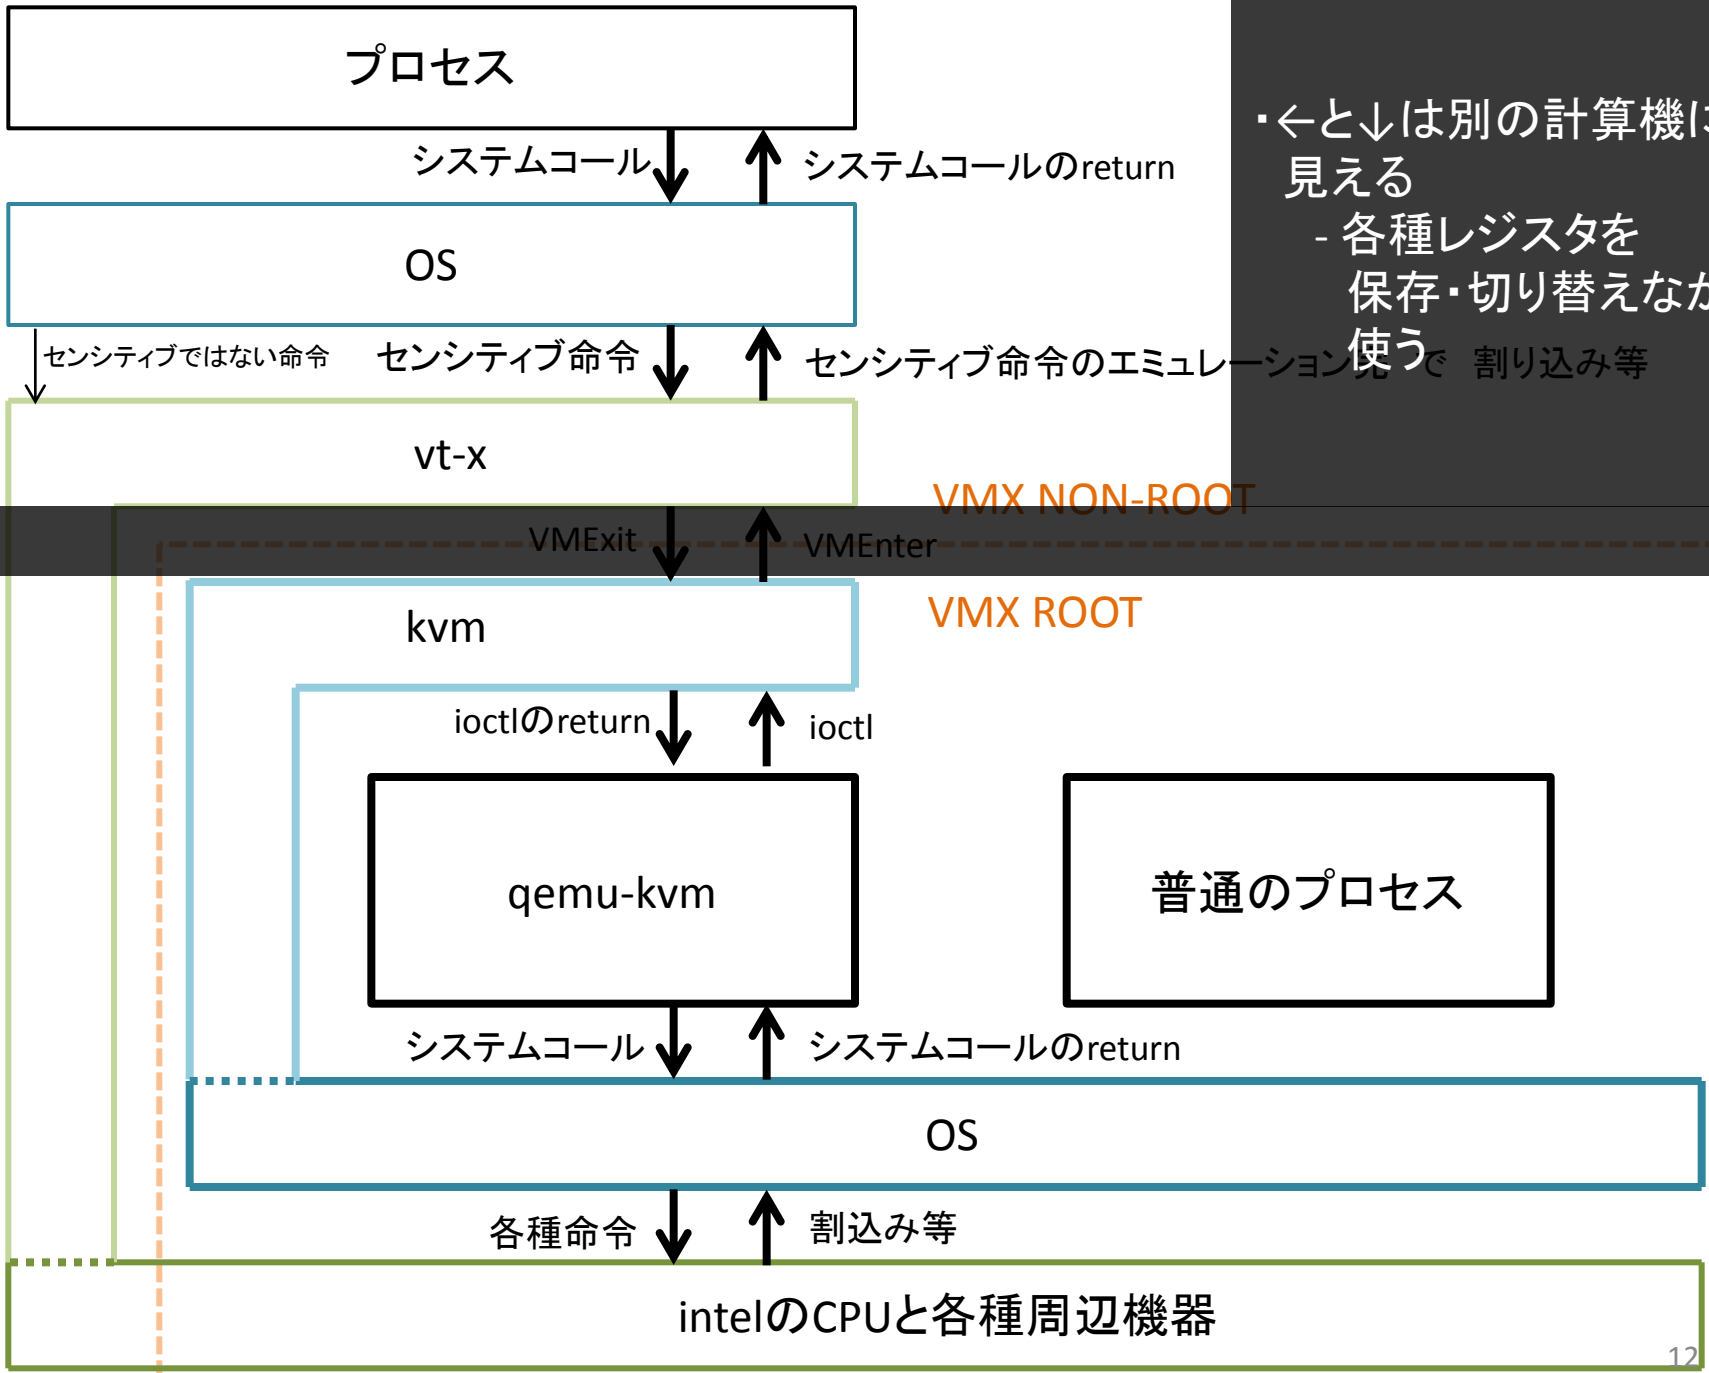 プロセス
システムコール
システムコールのreturn
・←と↓は別の計算機に
見える
- 各種レジスタを
保存・切り替えなが
使う
OS
センシティブではない命令
センシティブ命令
センシティブ命令のエミュレーション完 で 割り込み等
vt-x
VMX NON-ROOT
VMExit
VMEnter
VMX ROOT
kvm
ioctlのreturn
ioctl
qemu-kvm
普通のプロセス
システムコール
システムコールのreturn
OS
各種命令
割込み等
intelのCPUと各種周辺機器
12